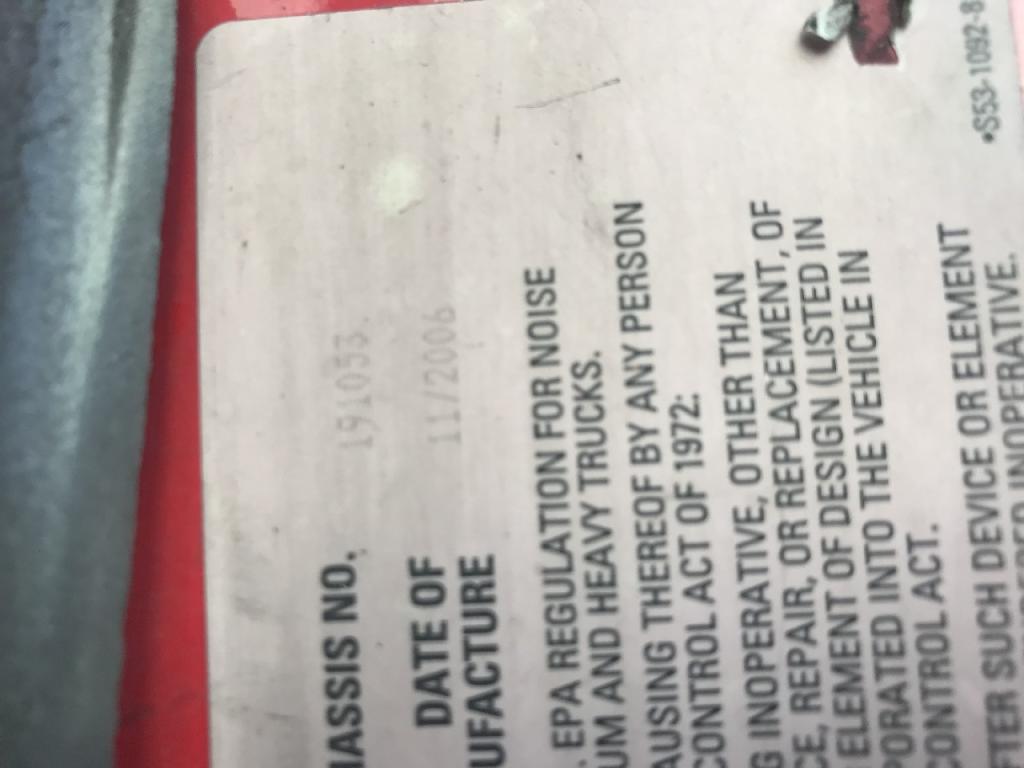 HASSIS NO. 191053
DATE OF
UFACTURE 11/2006
. EPA REGULATION FOR NOISE
UM AND HEAVY TRUCKS.
AUSING THEREOF BY ANY PERSON
CONTROL ACT OF 1972:
G INOPERATIVE, OTHER THAN
CE, REPAIR, OR REPLACEMENT, OF
ELEMENT OF DESIGN (LISTED IN
PORATED INTO THE VEHICLE IN
CONTROL ACT.
FTER SUCH DEVICE OR ELEMENT
INOPERATIVE.
•S53-1092-8